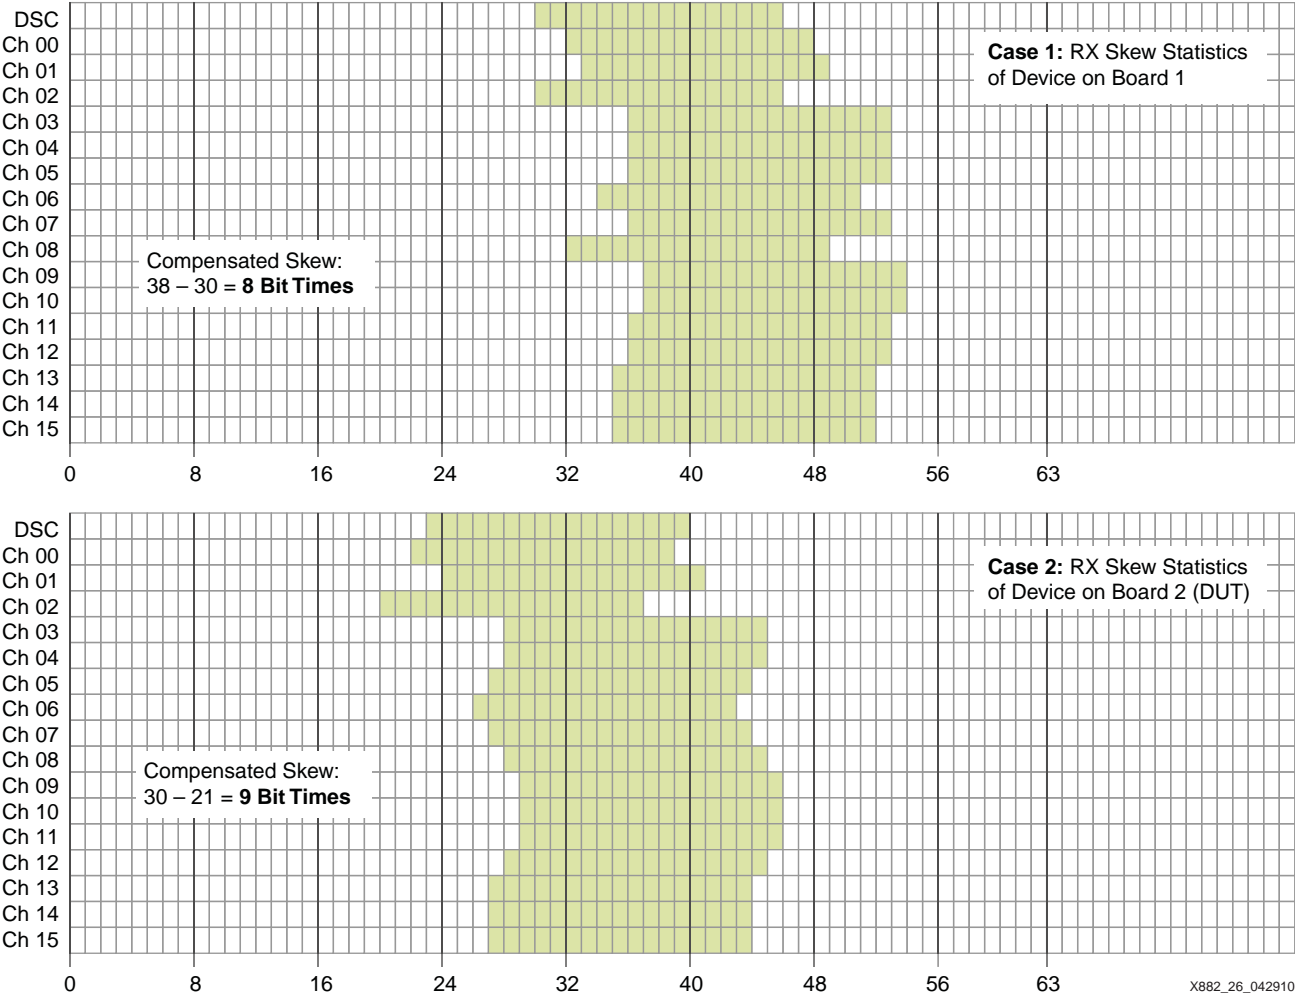 DSC
Ch 00
Ch 01
Ch 02
Ch 03
Ch 04
Ch 05
Ch 06
Ch 07
Ch 08
Ch 09
Ch 10
Ch 11
Ch 12
Ch 13
Ch 14
Ch 15
Case 1: RX Skew Statistics
of Device on Board 1
Compensated Skew:
38 – 30 = 8 Bit Times
0 8 16 24 32 40 48 56 63
DSC
Ch 00
Ch 01
Ch 02
Ch 03
Ch 04
Ch 05
Ch 06
Ch 07
Ch 08
Ch 09
Ch 10
Ch 11
Ch 12
Ch 13
Ch 14
Ch 15
Case 2: RX Skew Statistics
of Device on Board 2 (DUT)
Compensated Skew:
30 – 21 = 9 Bit Times
0 8 16 24 32 40 48 56 63
X882_26_042910